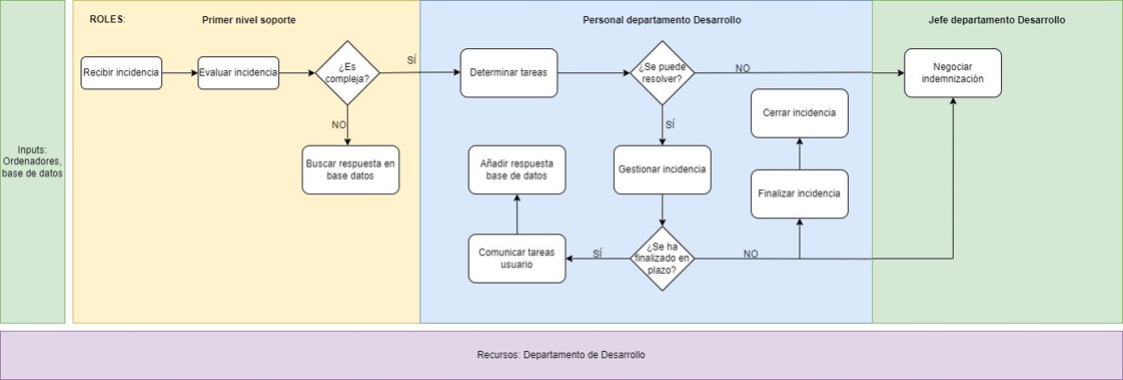 ROLES:
Primer nivel soporte
Personal departamento Desarrollo
Jefe departamento Desarrollo
Inputs:
Ordenadores,
base de datos
Recibir incidencia
Evaluar incidencia
¿Es
compleja?
SÍ
NO
Buscar respuesta en
base datos
Determinar tareas
¿Se puede
resolver?
NO
SÍ
Negociar
indemnización
Cerrar incidencia
Añadir respuesta
base de datos
Gestionar incidencia
Finalizar incidencia
Comunicar tareas
usuario
SÍ
¿Se ha
finalizado en
plazo?
NO
Recursos: Departamento de Desarrollo